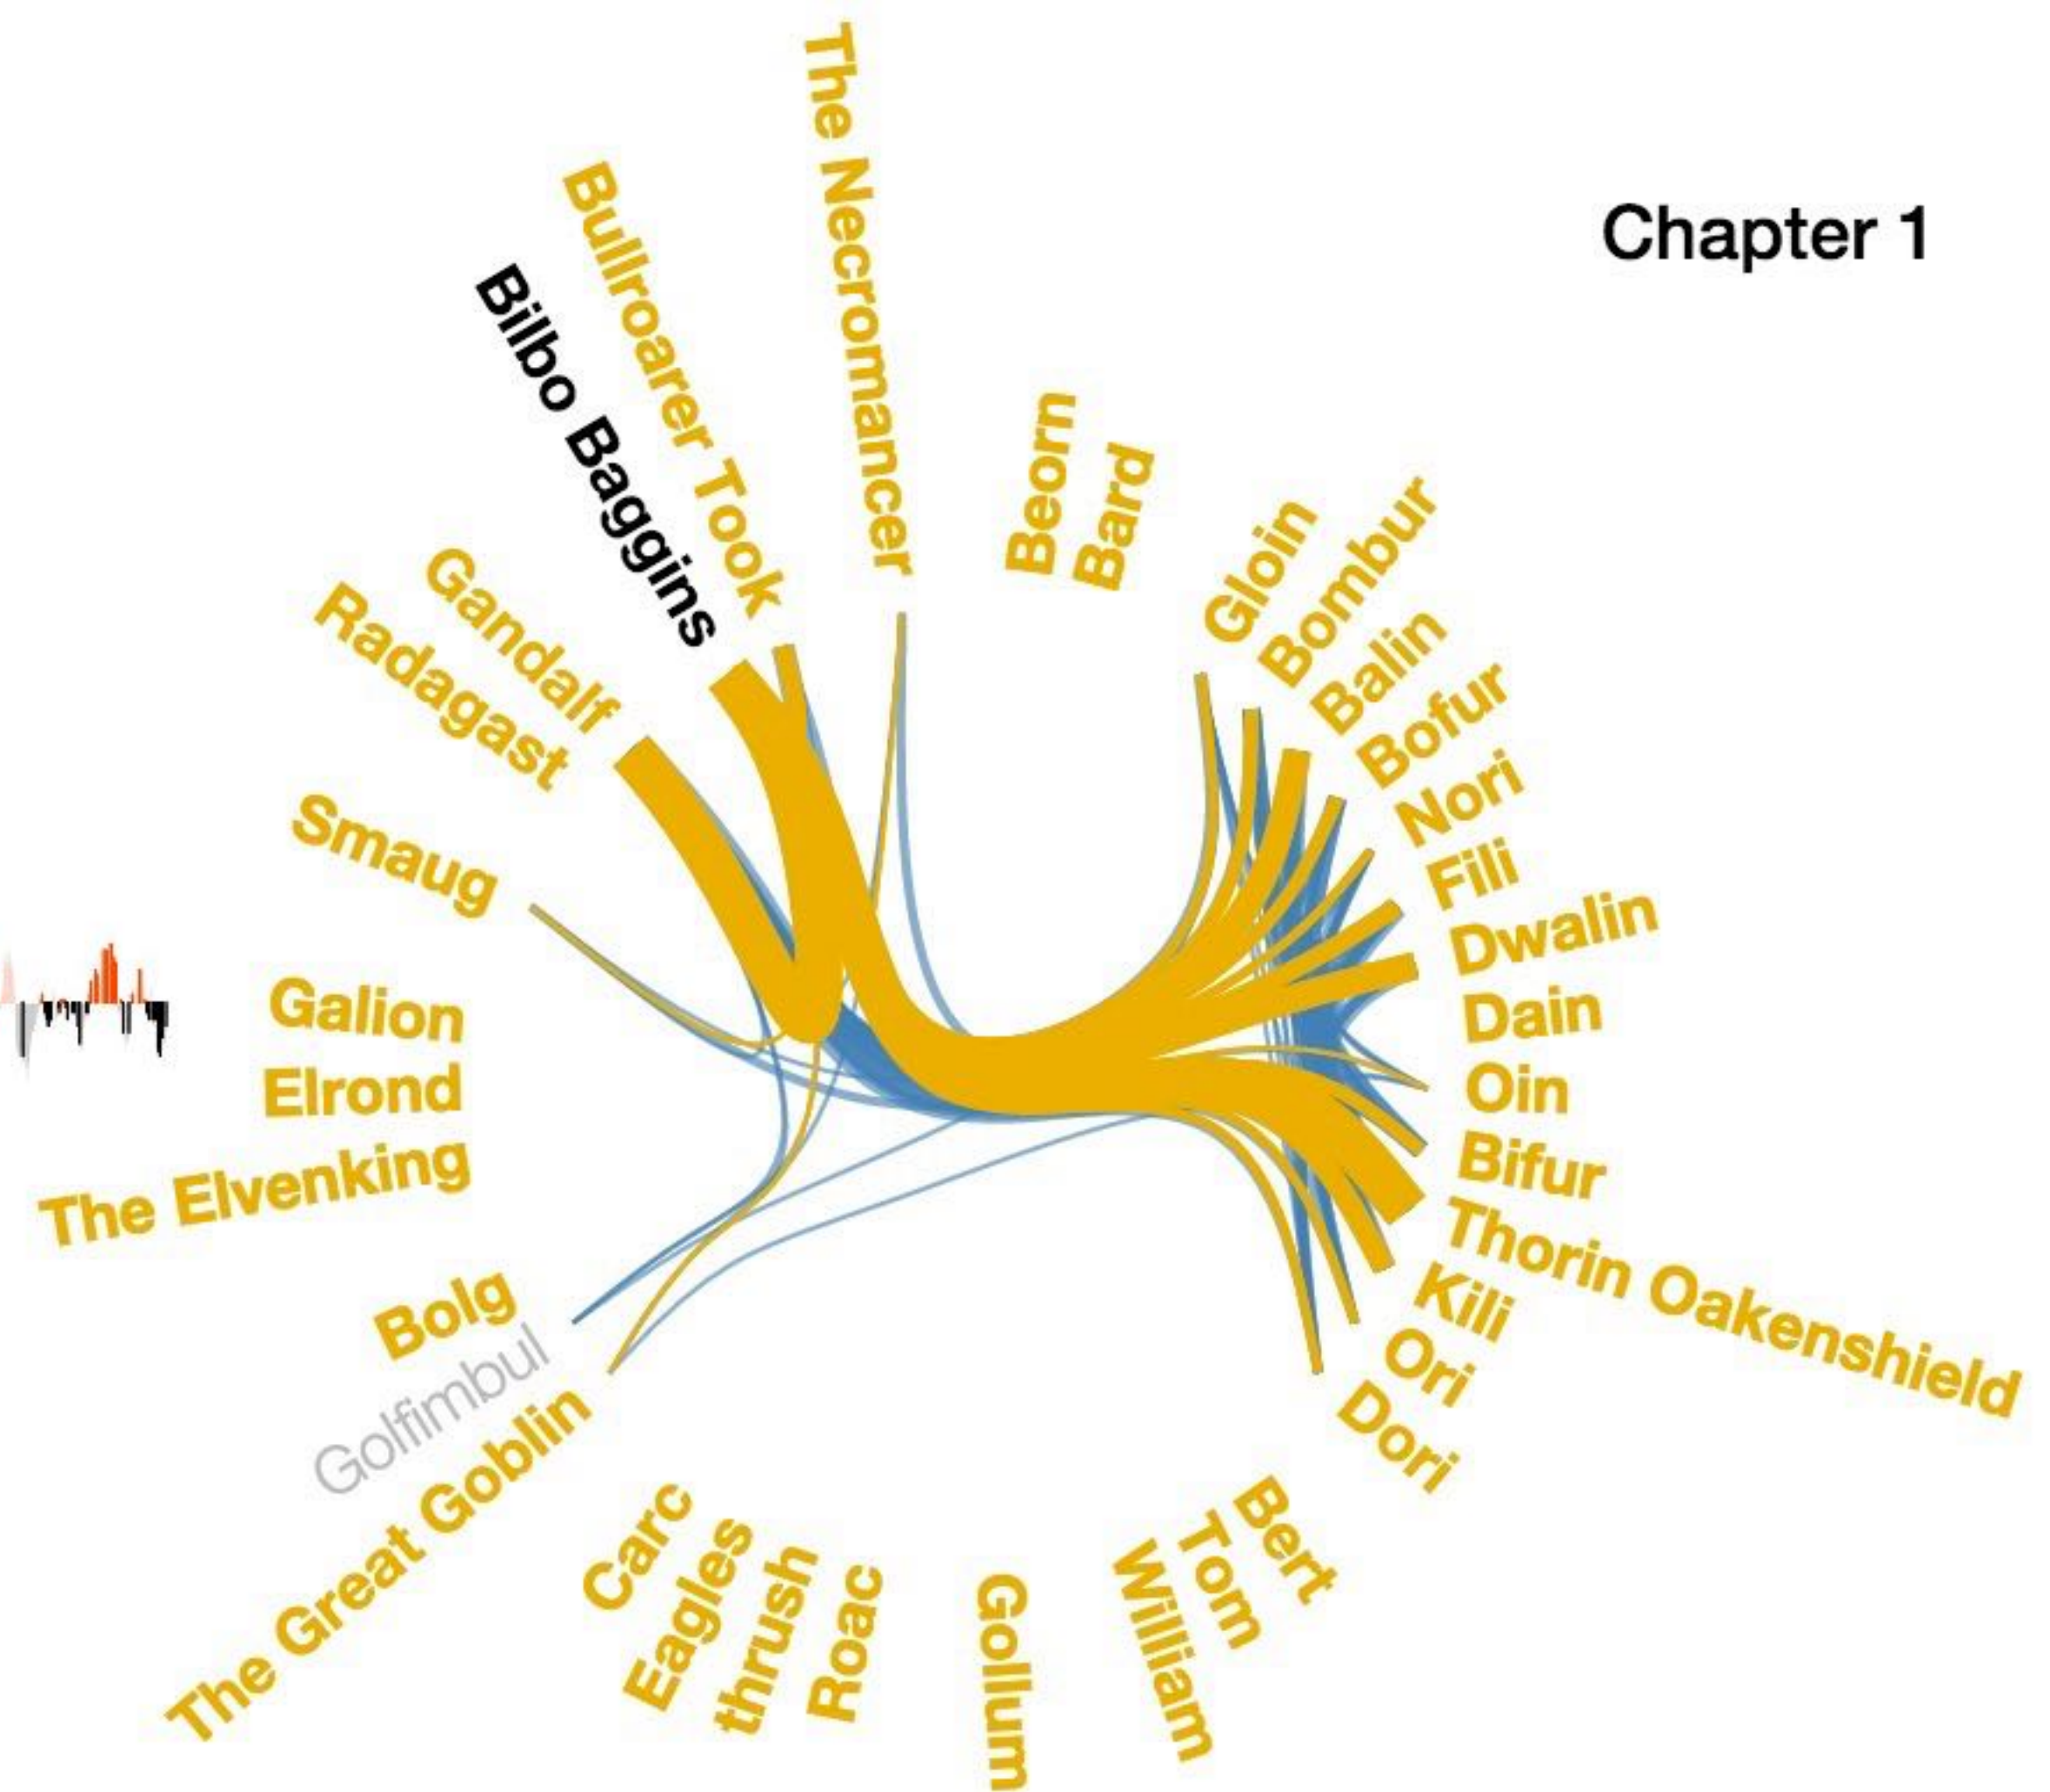 The Necromancer
Chapter 1
Bullroarer Took
Bilbo Baggins
Gandalf
Radagast
Smaug
Galion
Elrond
The Elvenking
Bolg
Golfimbul
The Great Goblin
Carc
Eagles
thrush
Roac
Gollum
William
Tom
Bert
Dori
Ori
Kili
Thorin Oakenshield
Bifur
Oin
Dain
Dwalin
Fili
Nori
Bofur
Balin
Bombur
Gloin
Bard
Beorn